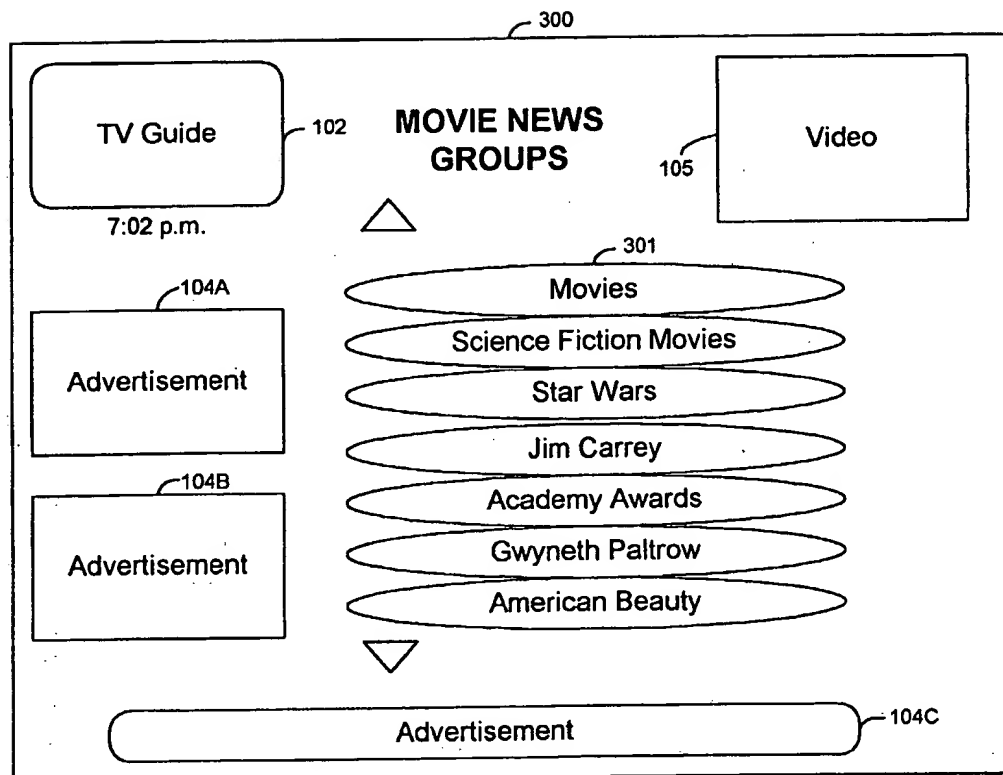 300
TV Guide
102
MOVIE NEWS
GROUPS
105
Video
7:02 p.m.
301
104A
Advertisement
Movies
Science Fiction Movies
Star Wars
Jim Carrey
104B
Advertisement
Academy Awards
Gwyneth Paltrow
American Beauty
Advertisement
104C